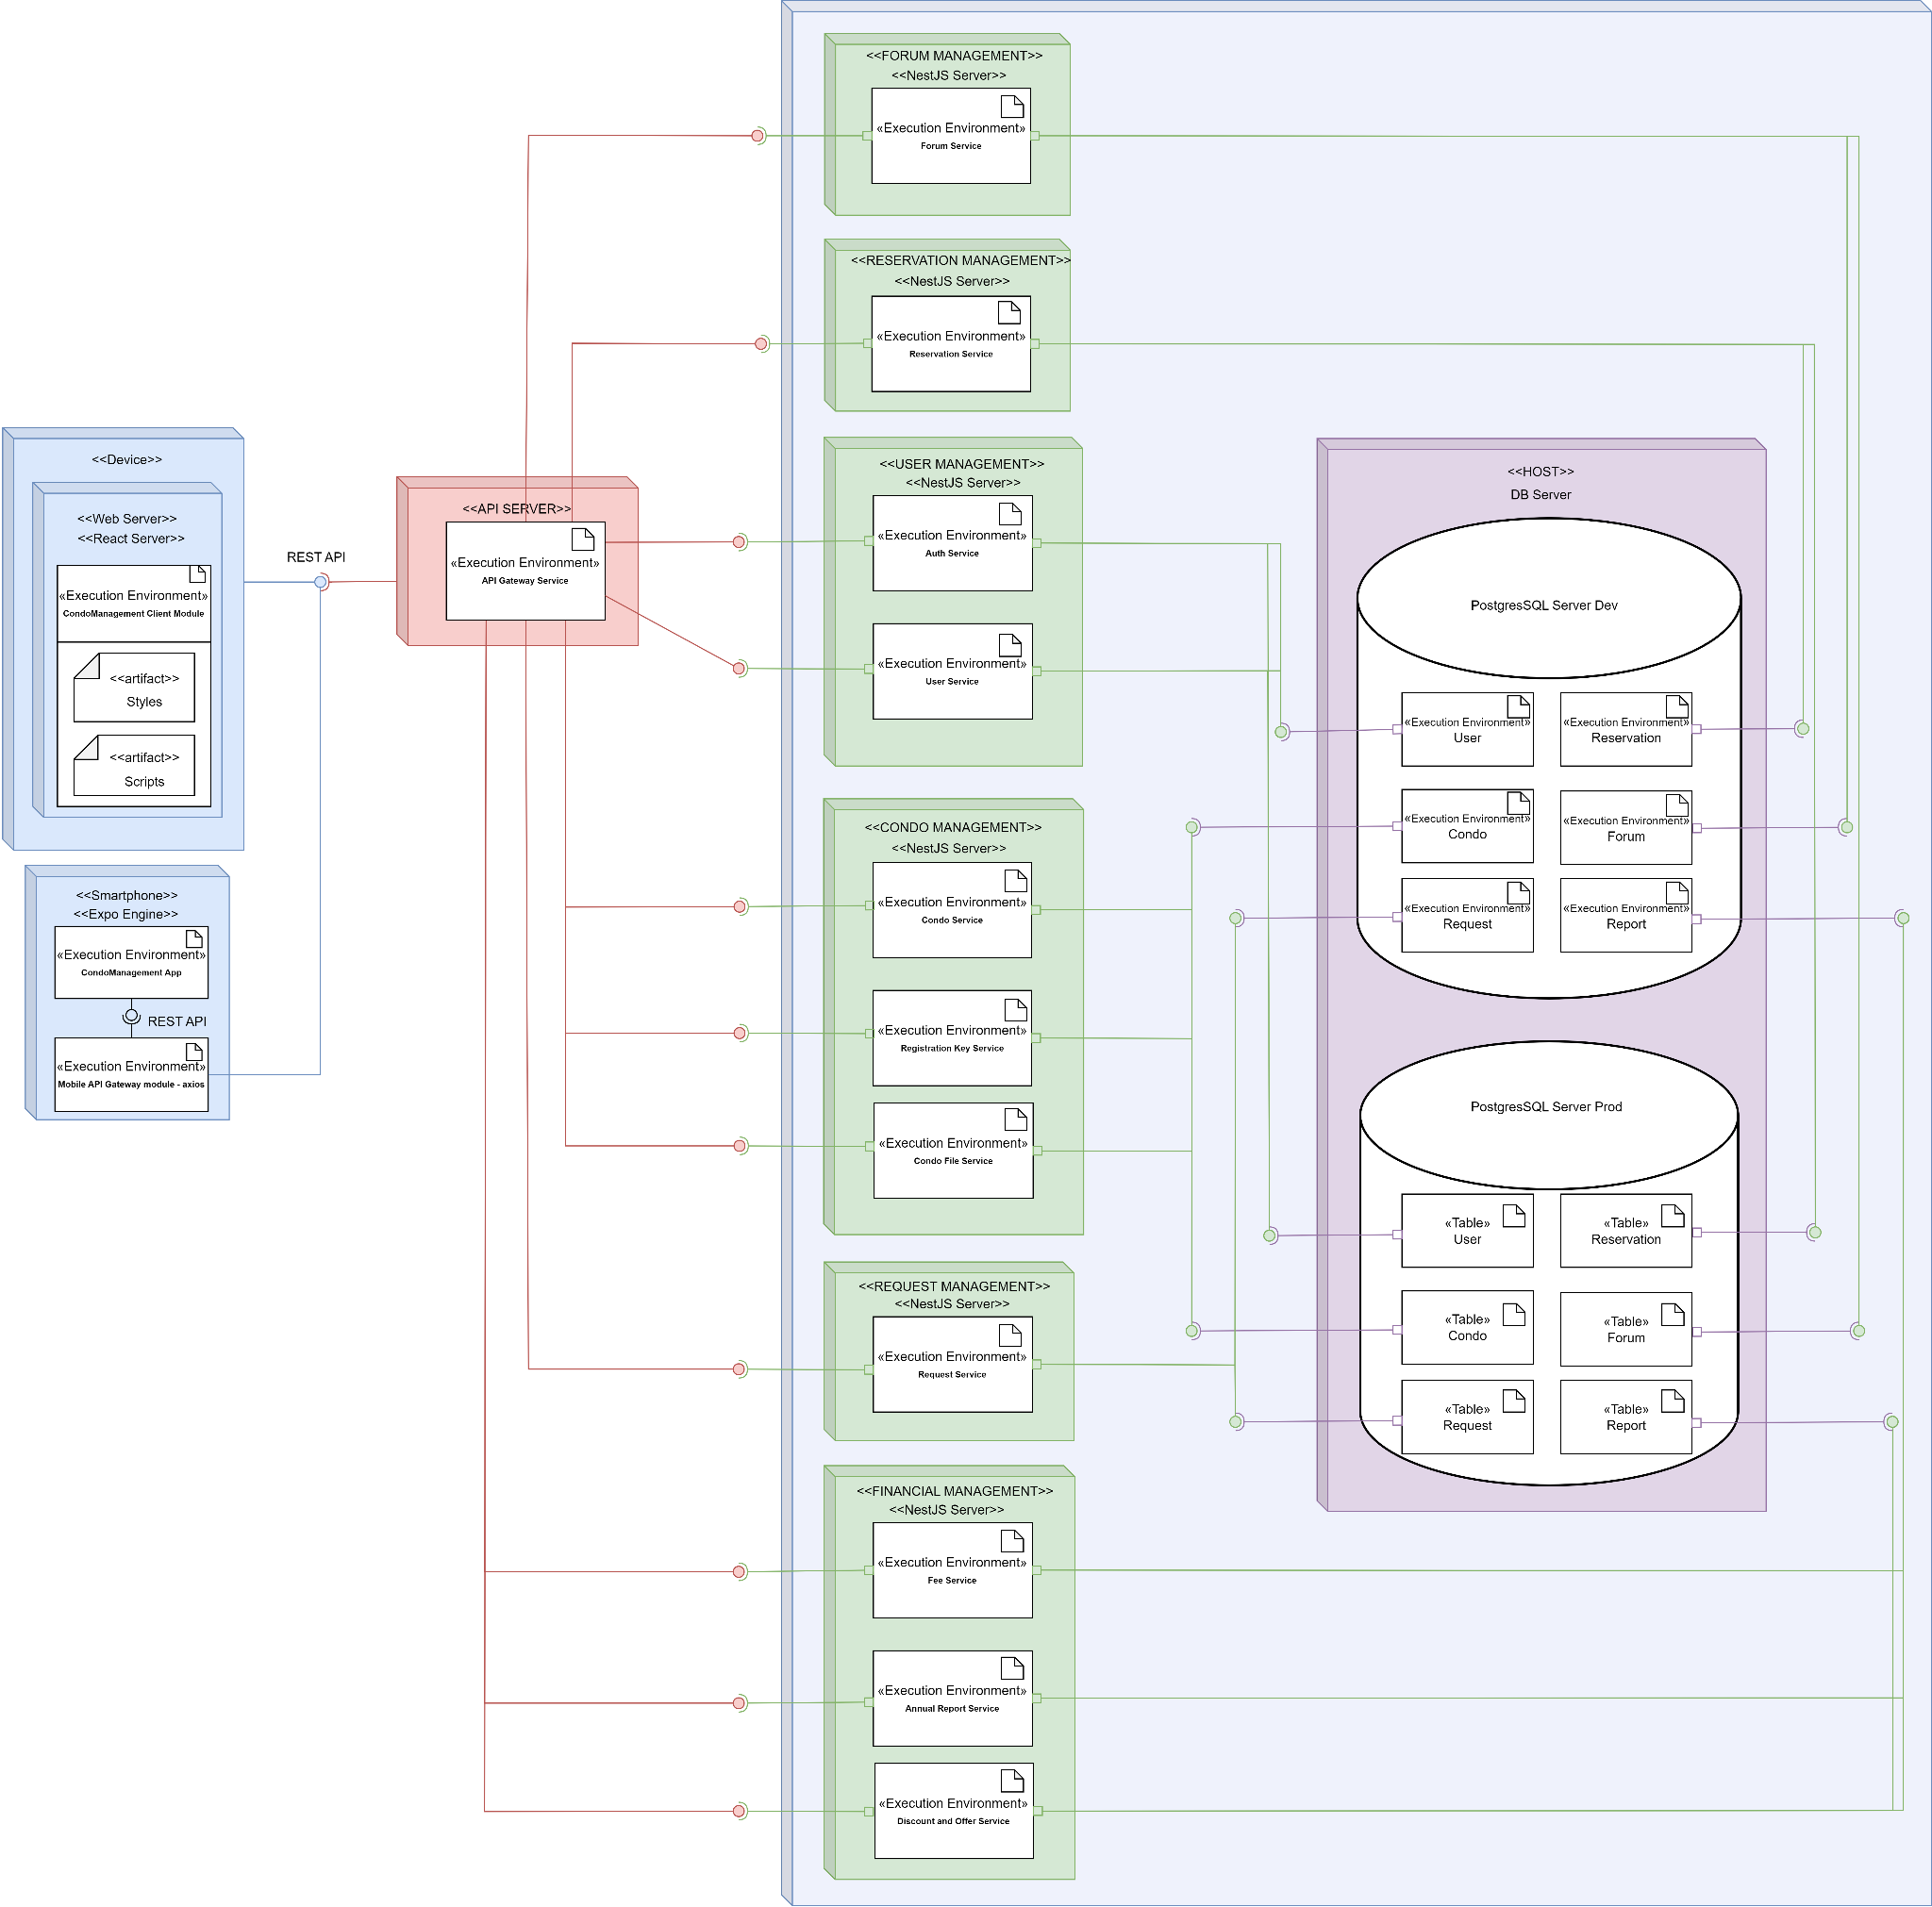 <<Device>>
<<Web Server>>
<<React Server>>
«Execution Environment»
CondoManagement Client Module
<<artifact>>
Styles
<<artifact>>
Scripts
<<Smartphone>>
<<Expo Engine>>
«Execution Environment»
CondoManagement App
REST API
«Execution Environment»
Mobile API Gateway module - axios
REST API
<<API SERVER>>
«Execution Environment»
API Gateway Service
<<FORUM MANAGEMENT>>
<<NestJS Server>>
«Execution Environment»
Forum Service
<<RESERVATION MANAGEMENT>>
<<NestJS Server>>
«Execution Environment»
Reservation Service
<<USER MANAGEMENT>>
<<NestJS Server>>
«Execution Environment»
Auth Service
«Execution Environment»
User Service
<<CONDO MANAGEMENT>>
<<NestJS Server>>
«Execution Environment»
Condo Service
«Execution Environment»
Registration Key Service
«Execution Environment»
Condo File Service
<<REQUEST MANAGEMENT>>
<<NestJS Server>>
«Execution Environment»
Request Service
<<FINANCIAL MANAGEMENT>>
<<NestJS Server>>
«Execution Environment»
Fee Service
«Execution Environment»
Annual Report Service
«Execution Environment»
Discount and Offer Service
<<HOST>>
DB Server
PostgresSQL Server Dev
«Execution Environment»
User
«Execution Environment»
Reservation
«Execution Environment»
Condo
«Execution Environment»
Forum
«Execution Environment»
Request
«Execution Environment»
Report
PostgresSQL Server Prod
«Table»
User
«Table»
Reservation
«Table»
Condo
«Table»
Forum
«Table»
Request
«Table»
Report